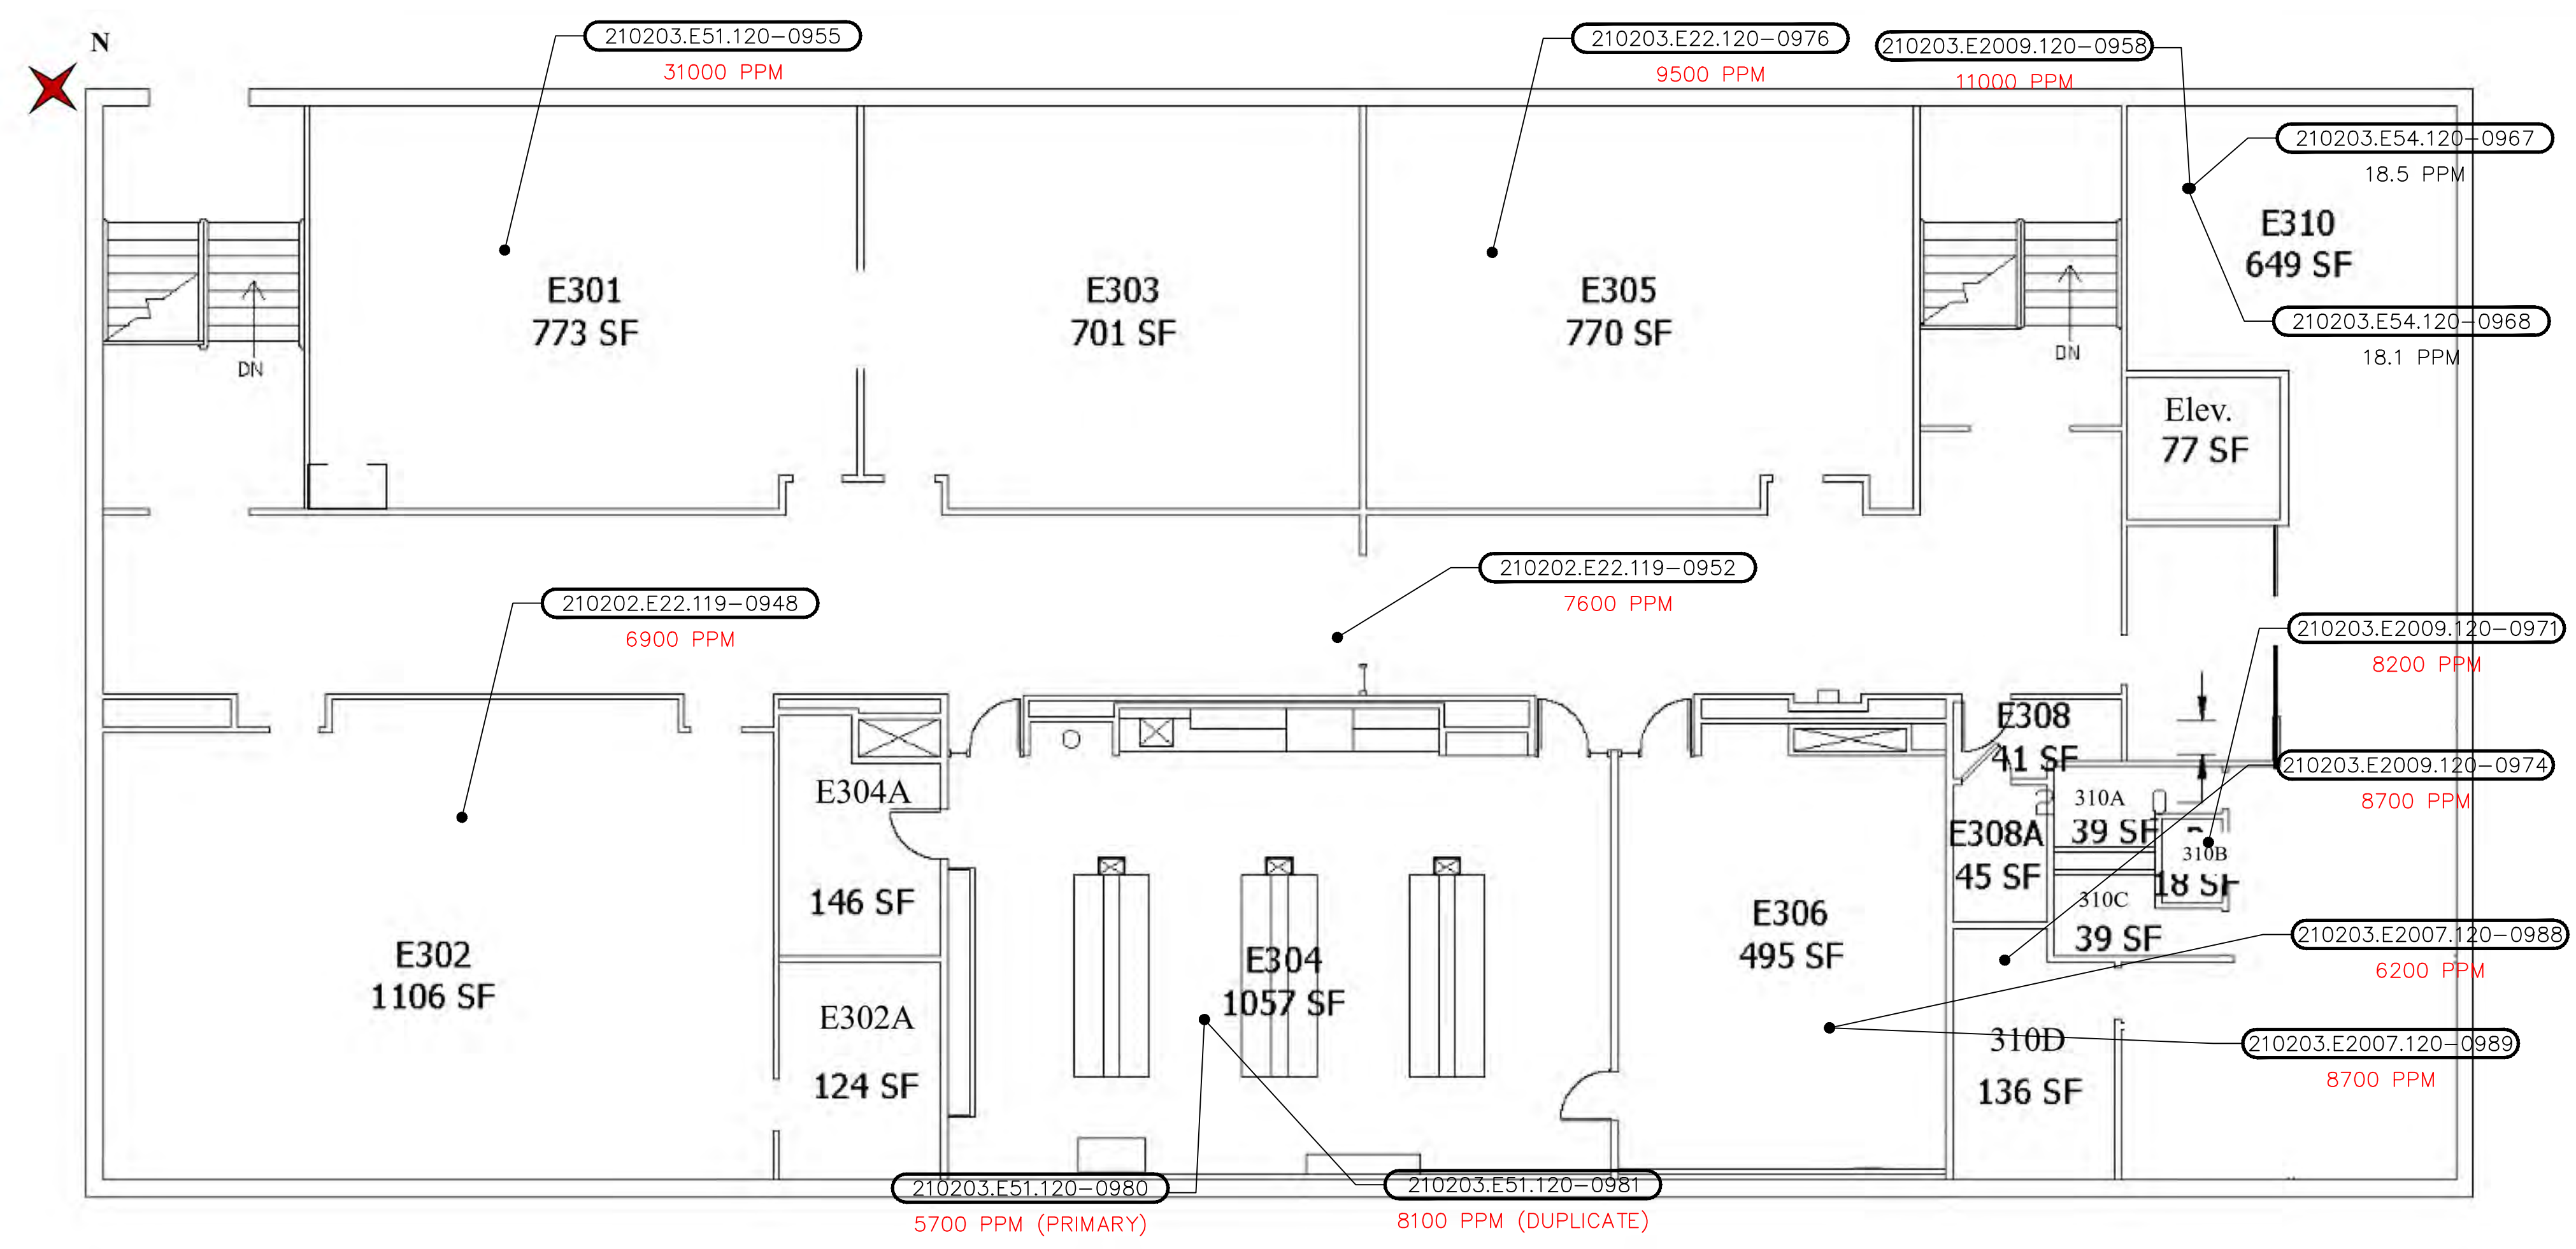 N
210203.E51.120-0955
31000 PPM
210203.E22.120-0976
9500 PPM
210203.E2009.120-0958
11000 PPM
210203.E54.120-0967
18.5 PPM
E310
649 SF
210203.E54.120-0968
18.1 PPM
E301
773 SF
E303
701 SF
E305
770 SF
DN
DN
Elev.
77 SF
210202.E22.119-0952
7600 PPM
210202.E22.119-0948
6900 PPM
210203.E2009.120-0971
8200 PPM
E308
41 SF
210203.E2009.120-0974
8700 PPM
E304A
146 SF
310A
39 SF
E308A
45 SF
310B
18 SF
310C
39 SF
E306
495 SF
210203.E2007.120-0988
6200 PPM
E302
1106 SF
E304
1057 SF
E302A
124 SF
310D
136 SF
210203.E2007.120-0989
8700 PPM
210203.E51.120-0980
5700 PPM (PRIMARY)
210203.E51.120-0981
8100 PPM (DUPLICATE)